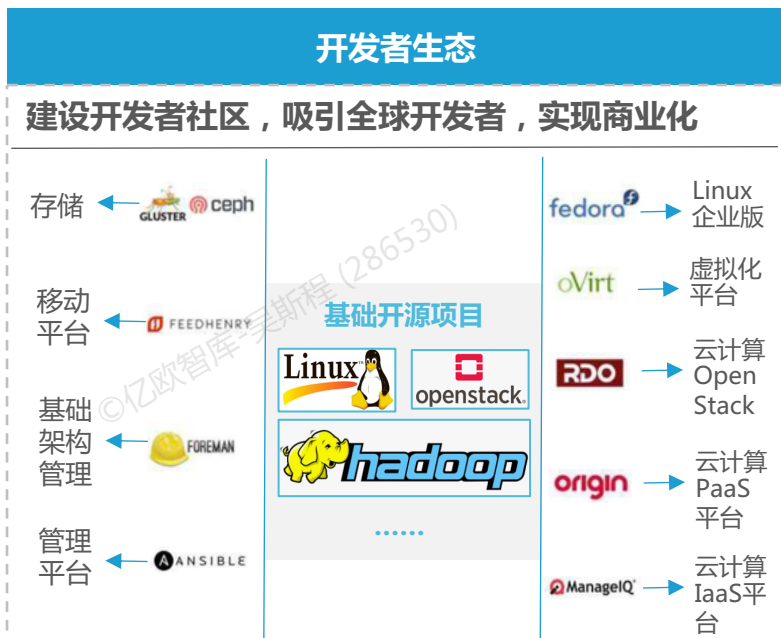 开发者生态
建设开发者社区，吸引全球开发者，实现商业化
存储
GLUSTER
ceph
移动
平台
FEEDHENRY
基础
架构
管理
FOREMAN
管理
平台
ANSIBLE
基础开源项目
Linux
openstack.
hadoop
......
fedora
Linux
企业版
oVirt
虚拟化
平台
RDO
云计算
Open
Stack
origin
云计算
PaaS
平台
ManageIQ
云计算
IaaS平
台
©亿欧智库-吴斯程 (286530)